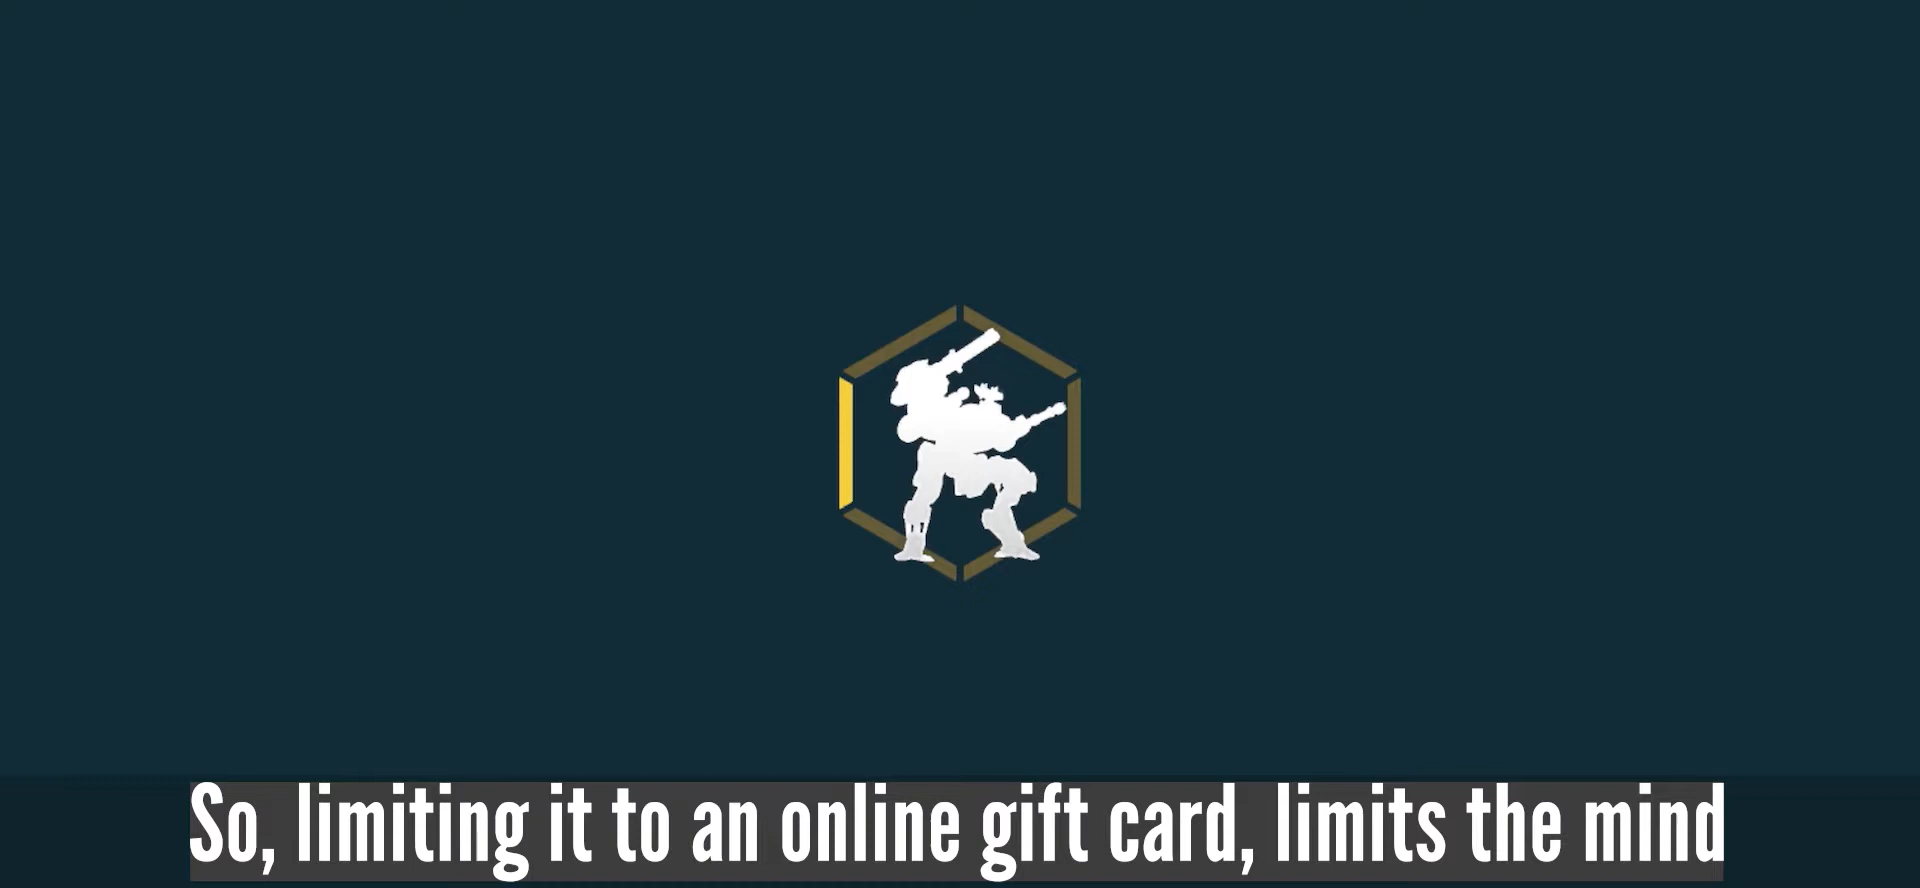 So, limiting it to an online gift card, limits the mind